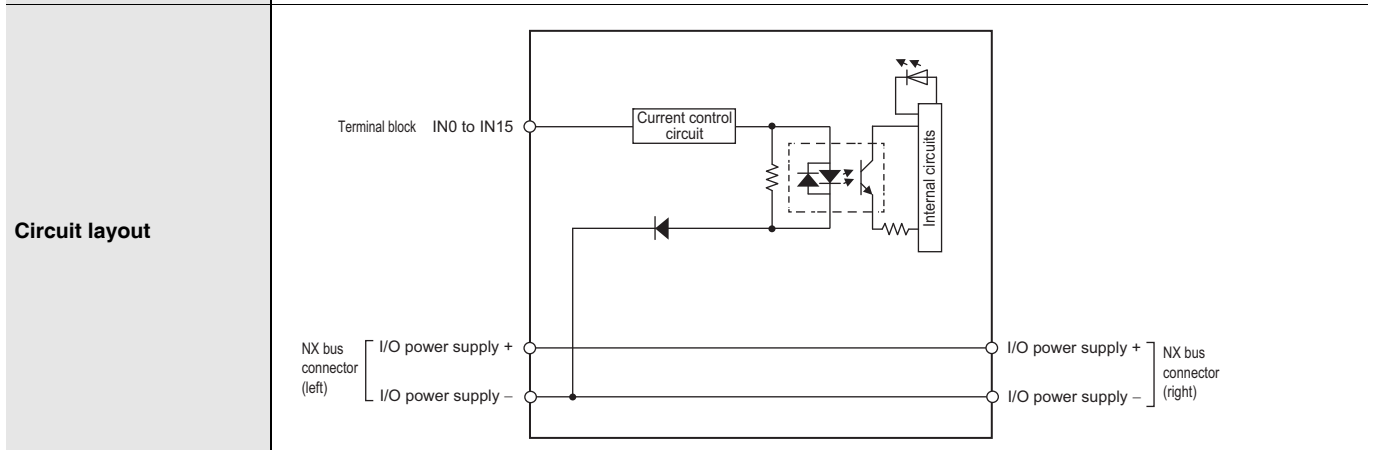 Circuit layout
Terminal block IN0 to IN15
Current control
circuit
Internal circuits
NX bus
connector
(left)
I/O power supply +
I/O power supply –
I/O power supply +
I/O power supply –
NX bus
connector
(right)